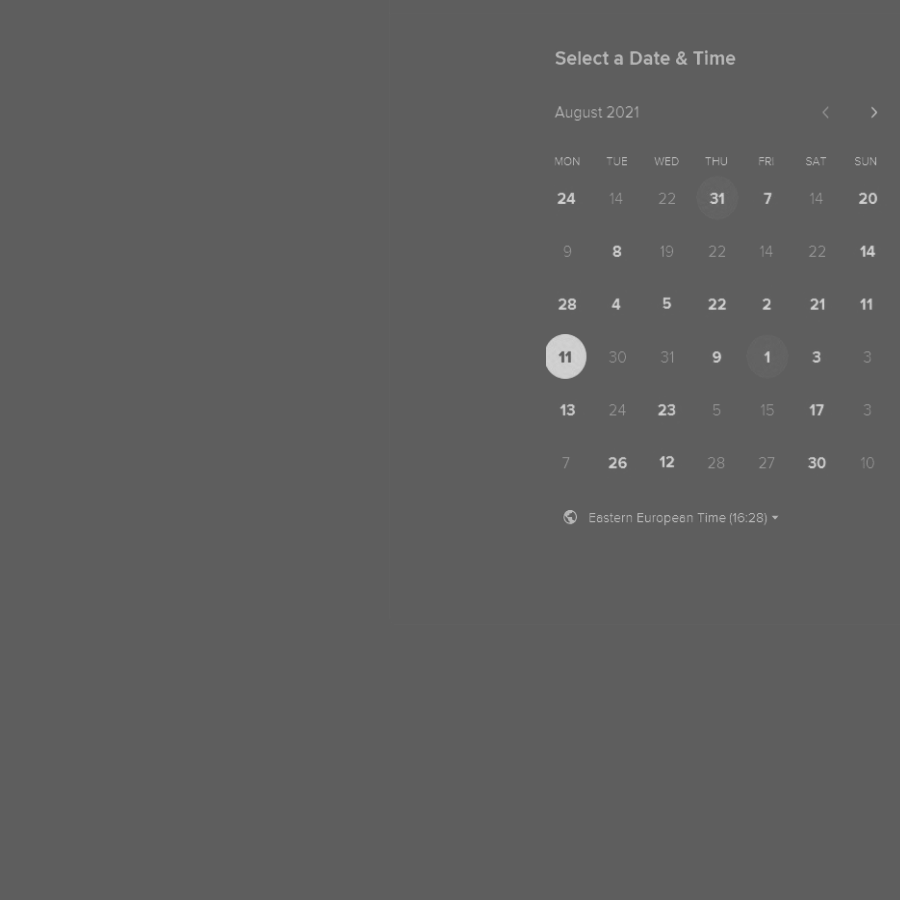 Select a Date & Time
August 2021
MON TUE WED THU FRI SAT SUN
24 14 22 31 7 14 20
9 8 19 22 14 22 14
28 4 5 22 2 21 11
11 30 31 9 1 3 3
13 24 23 5 15 17 3
7 26 12 28 27 30 10
Eastern European Time (16:28)